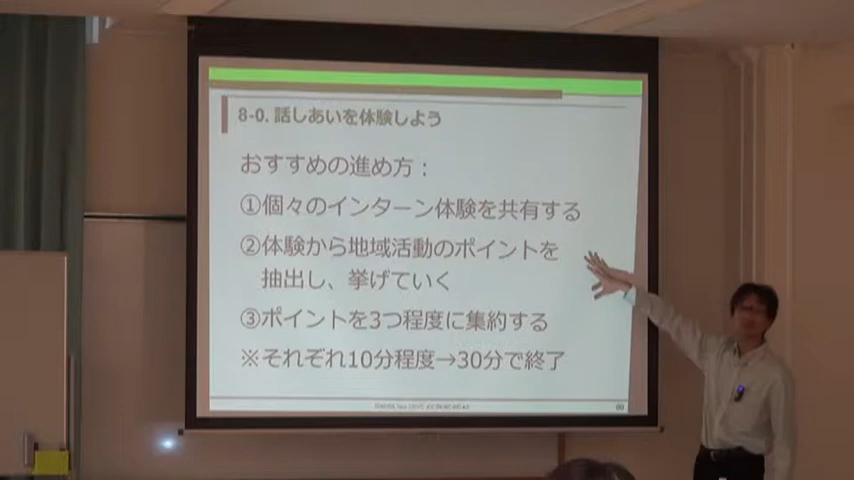 8-0. 話しあいを体験しよう
おすすめの進め方：
①個々のインターン体験を共有する
②体験から地域活動のポイントを
抽出し、挙げていく
③ポイントを3つ程度に集約する
※それぞれ10分程度→30分で終了